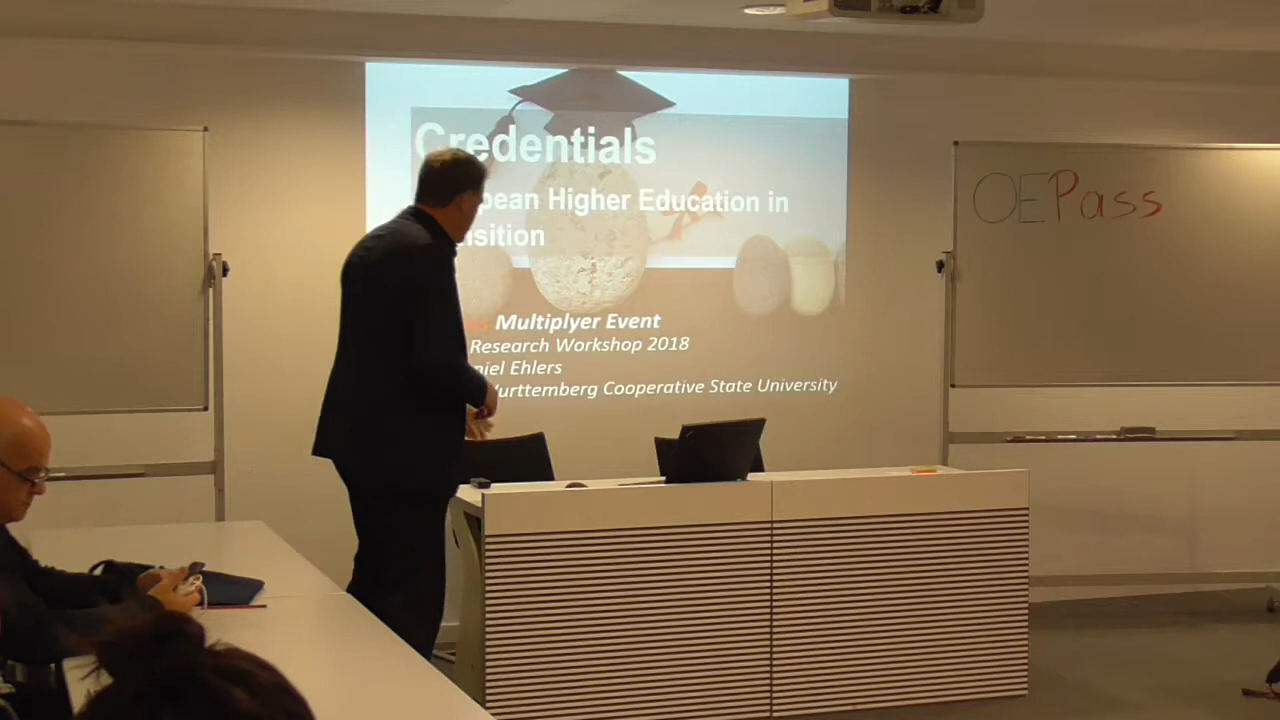 Credentials
pean Higher Education in
sition
Multiplyer Event
Research Workshop 2018
niel Ehlers
urttemberg Cooperative State University
OEPass